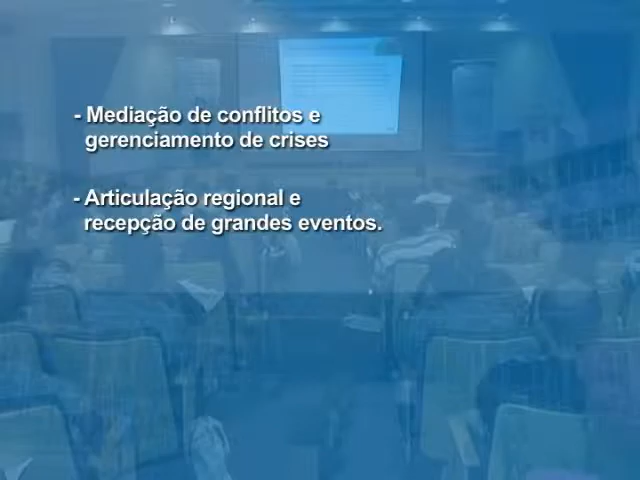 - Mediação de conflitos e
gerenciamento de crises
- Articulação regional e
recepção de grandes eventos.